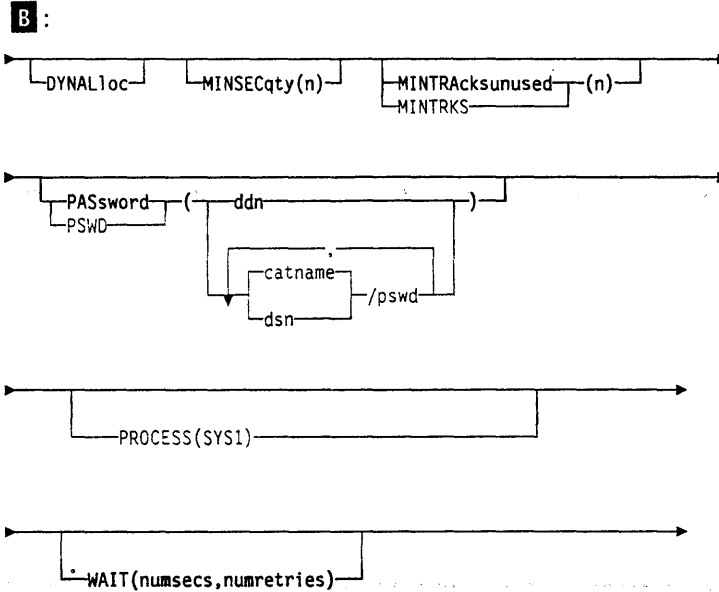 B :
DYNALloc MINSECqty(n) MINTRAcksunused (n)
MINTRKS
PASsword ( ddn )
PSWD
,
catname
/pswd
dsn
PROCESS(SYS1)
WAIT(numsecs,numretries)